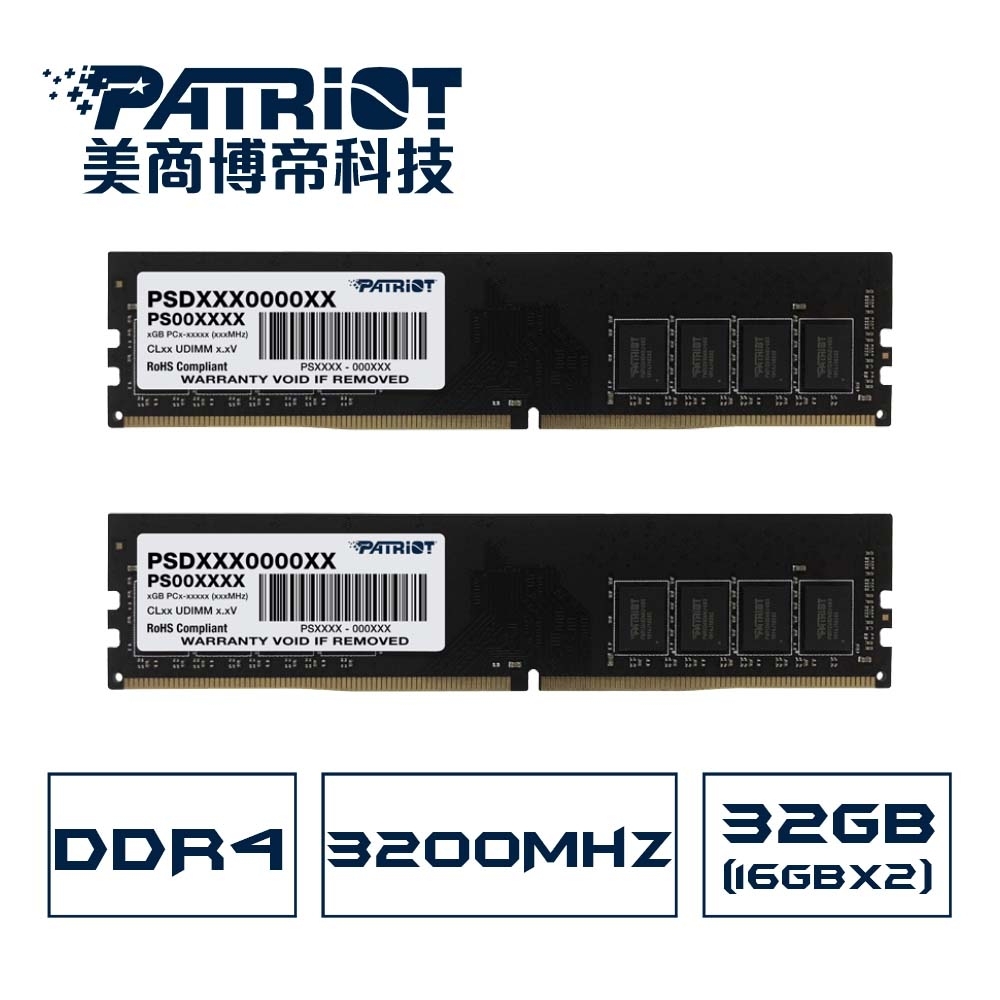 PATRIOT
美商博帝科技
PSDXXX0000XX
PATRIOT
PS00XXXX
xGB PCx-xxxxx (xxxMHz)
CLxx UDIMM x.xV
RoHS Compliant
PSXXXX - 000XXX
WARRANTY VOID IF REMOVED
PSDXXX0000XX
PATRIOT
PS00XXXX
xGB PCx-xxxxx (xxxMHz)
CLxx UDIMM x.xV
RoHS Compliant
PSXXXX - 000XXX
WARRANTY VOID IF REMOVED
DDR4
3200MHZ
32GB
(16GBX2)